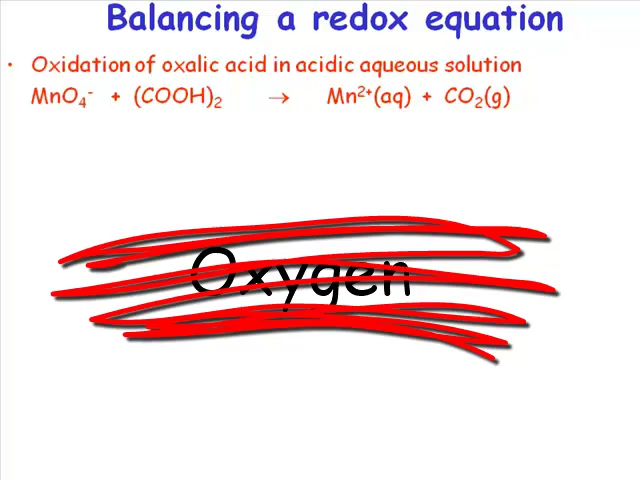 Balancing a redox equation
• Oxidation of oxalic acid in acidic aqueous solution
MnO₄⁻ + (COOH)₂ → Mn²⁺(aq) + CO₂(g)
Oxygen